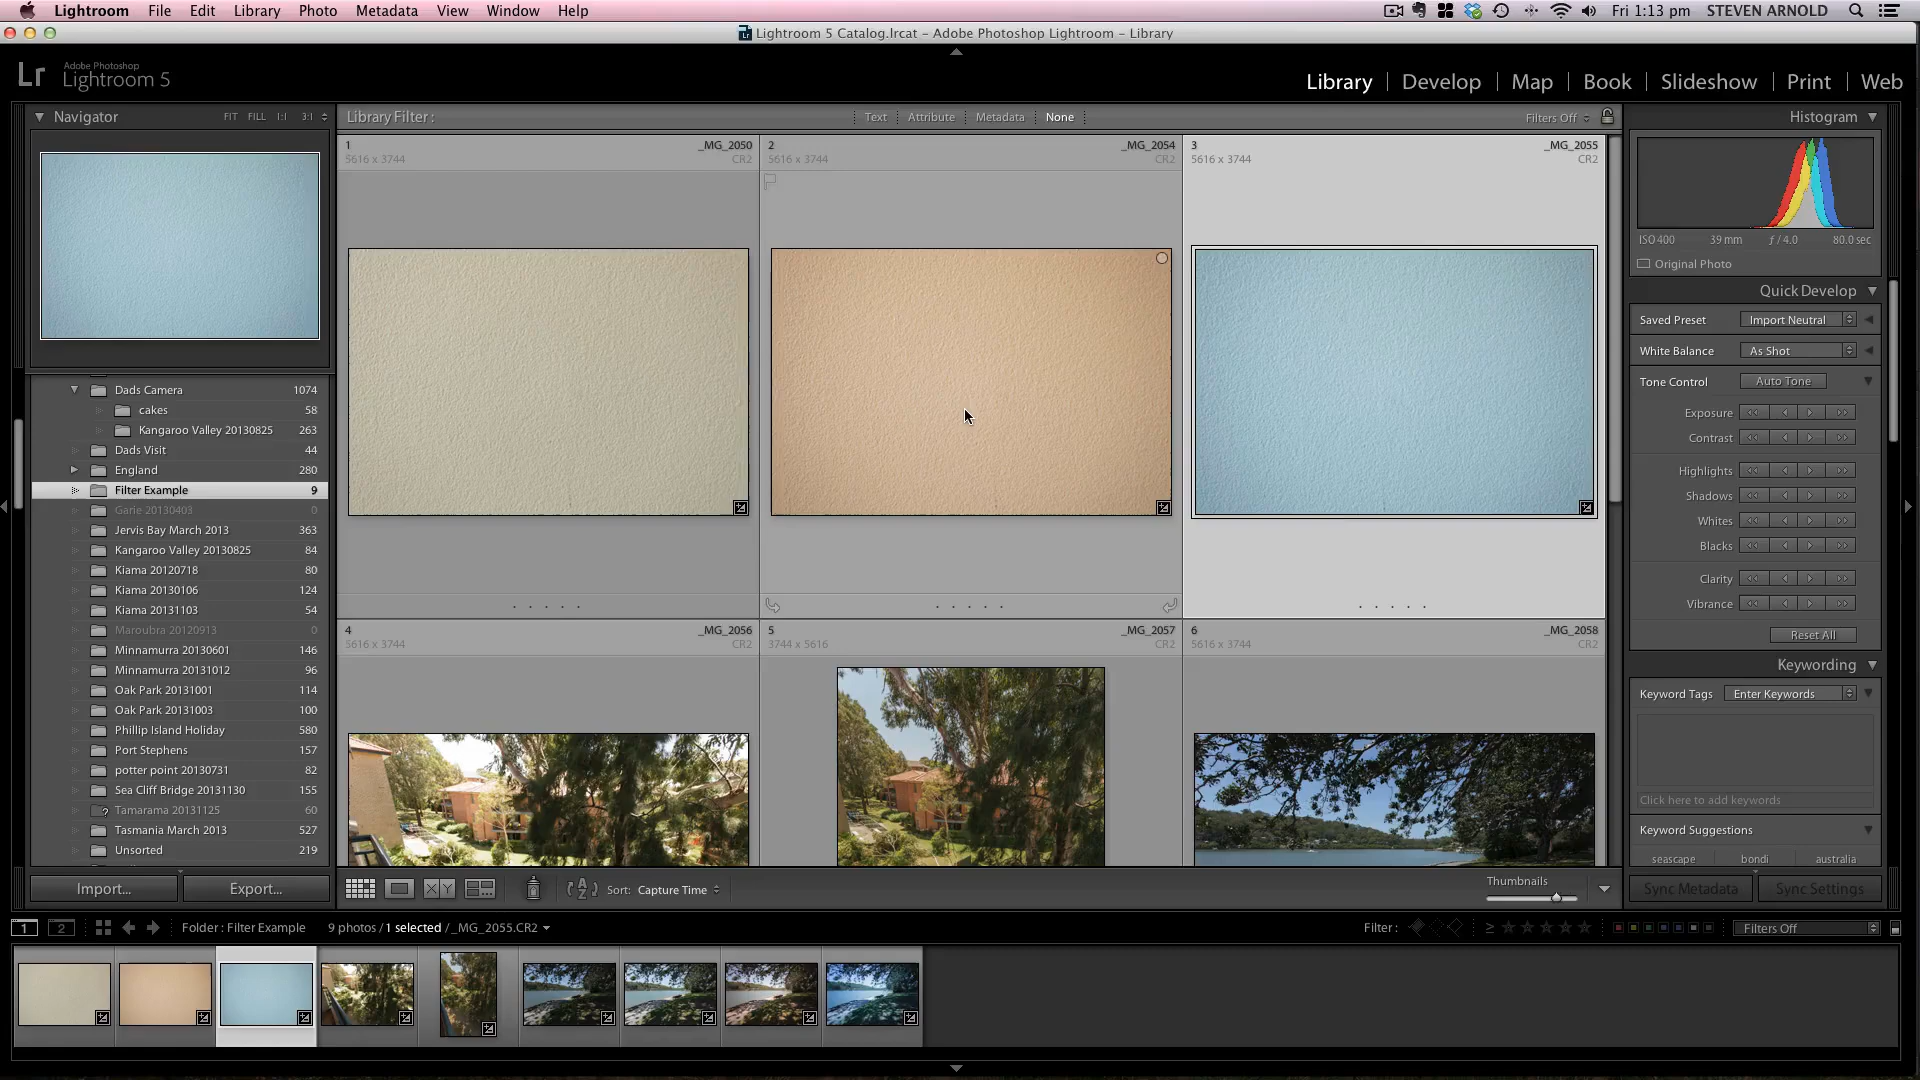 Lightroom File Edit Library Photo Metadata View Window Help Fri 1:13 pm STEVEN ARNOLD
Lightroom 5 Catalog.lrcat – Adobe Photoshop Lightroom – Library
Lr Adobe Photoshop
Lightroom 5
Library Develop Map Book Slideshow Print Web
Navigator FIT FILL 1:1 3:1
Library Filter : Text Attribute Metadata None Filters Off
Histogram
1 _MG_2050
5616 x 3744 CR2
2 _MG_2054
5616 x 3744 CR2
3 _MG_2055
5616 x 3744 CR2
ISO 400 39 mm ƒ / 4.0 80.0 sec
Original Photo
Quick Develop
Saved Preset Import Neutral
White Balance As Shot
Tone Control Auto Tone
Exposure
Contrast
Highlights
Shadows
Whites
Blacks
Clarity
Vibrance
Reset All
Keywording
Keyword Tags Enter Keywords
Click here to add keywords
Keyword Suggestions
seascape bondi australia
Dads Camera 1074
cakes 58
Kangaroo Valley 20130825 263
Dads Visit 44
England 280
Filter Example 9
Garie 20130403 0
Jervis Bay March 2013 363
Kangaroo Valley 20130825 84
Kiama 20120718 80
Kiama 20130106 124
Kiama 20131103 54
Maroubra 20120913 0
Minnamurra 20130601 146
Minnamurra 20131012 96
Oak Park 20131001 114
Oak Park 20131003 100
Phillip Island Holiday 580
Port Stephens 157
potter point 20130731 82
Sea Cliff Bridge 20131130 155
Tamarama 20131125 60
Tasmania March 2013 527
Unsorted 219
4 _MG_2056
5616 x 3744 CR2
5 _MG_2057
3744 x 5616 CR2
6 _MG_2058
5616 x 3744 CR2
Import... Export...
XY Sort: Capture Time Thumbnails
Sync Metadata Sync Settings
1 2 Folder : Filter Example 9 photos / 1 selected / _MG_2055.CR2 Filter : ≥ Filters Off